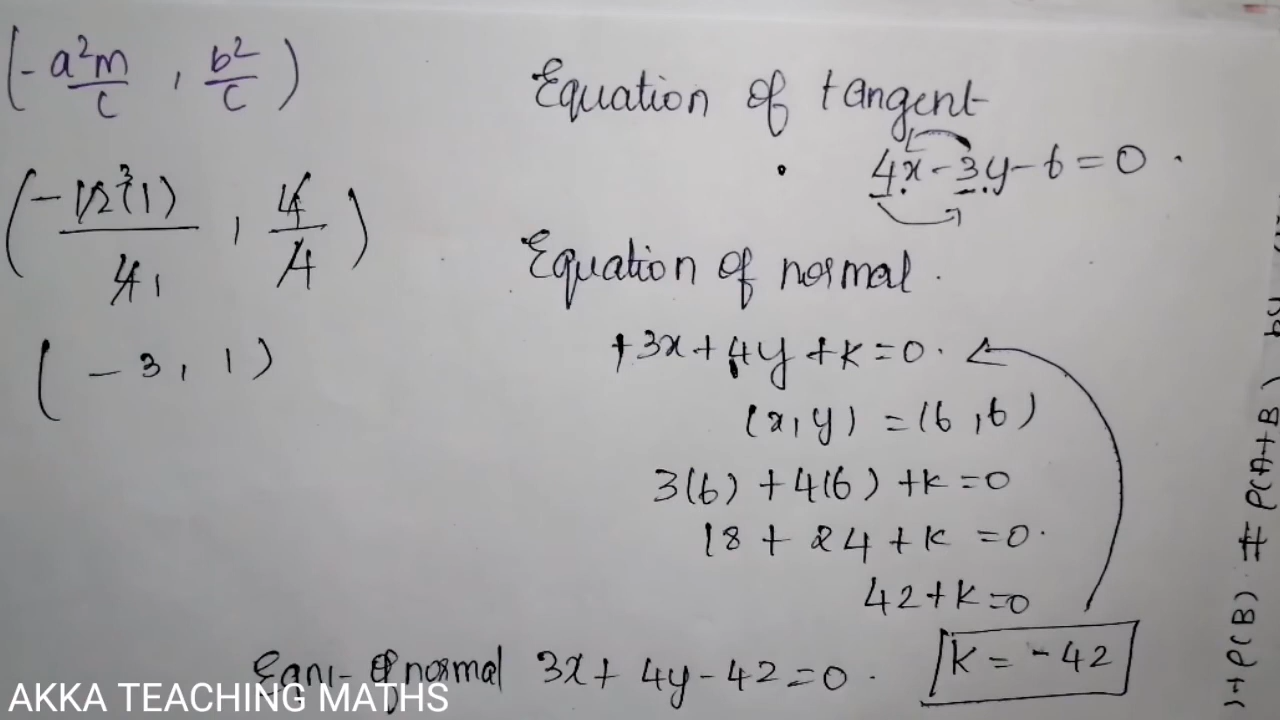 (-a²m/c , b²/c)
(-12(1)/4 , 4/4)
3
1
(-3, 1)
Equation of tangent
4x-3y-6=0.
Equation of normal.
+3x+4y+k=0.
(x,y) =(6,6)
3(6)+4(6)+k=0
18+24+k=0.
42+k=0
k=-42
Eqn:- of normal 3x+4y-42=0.
)+P(B). # P(A+B)
AKKA TEACHING MATHS